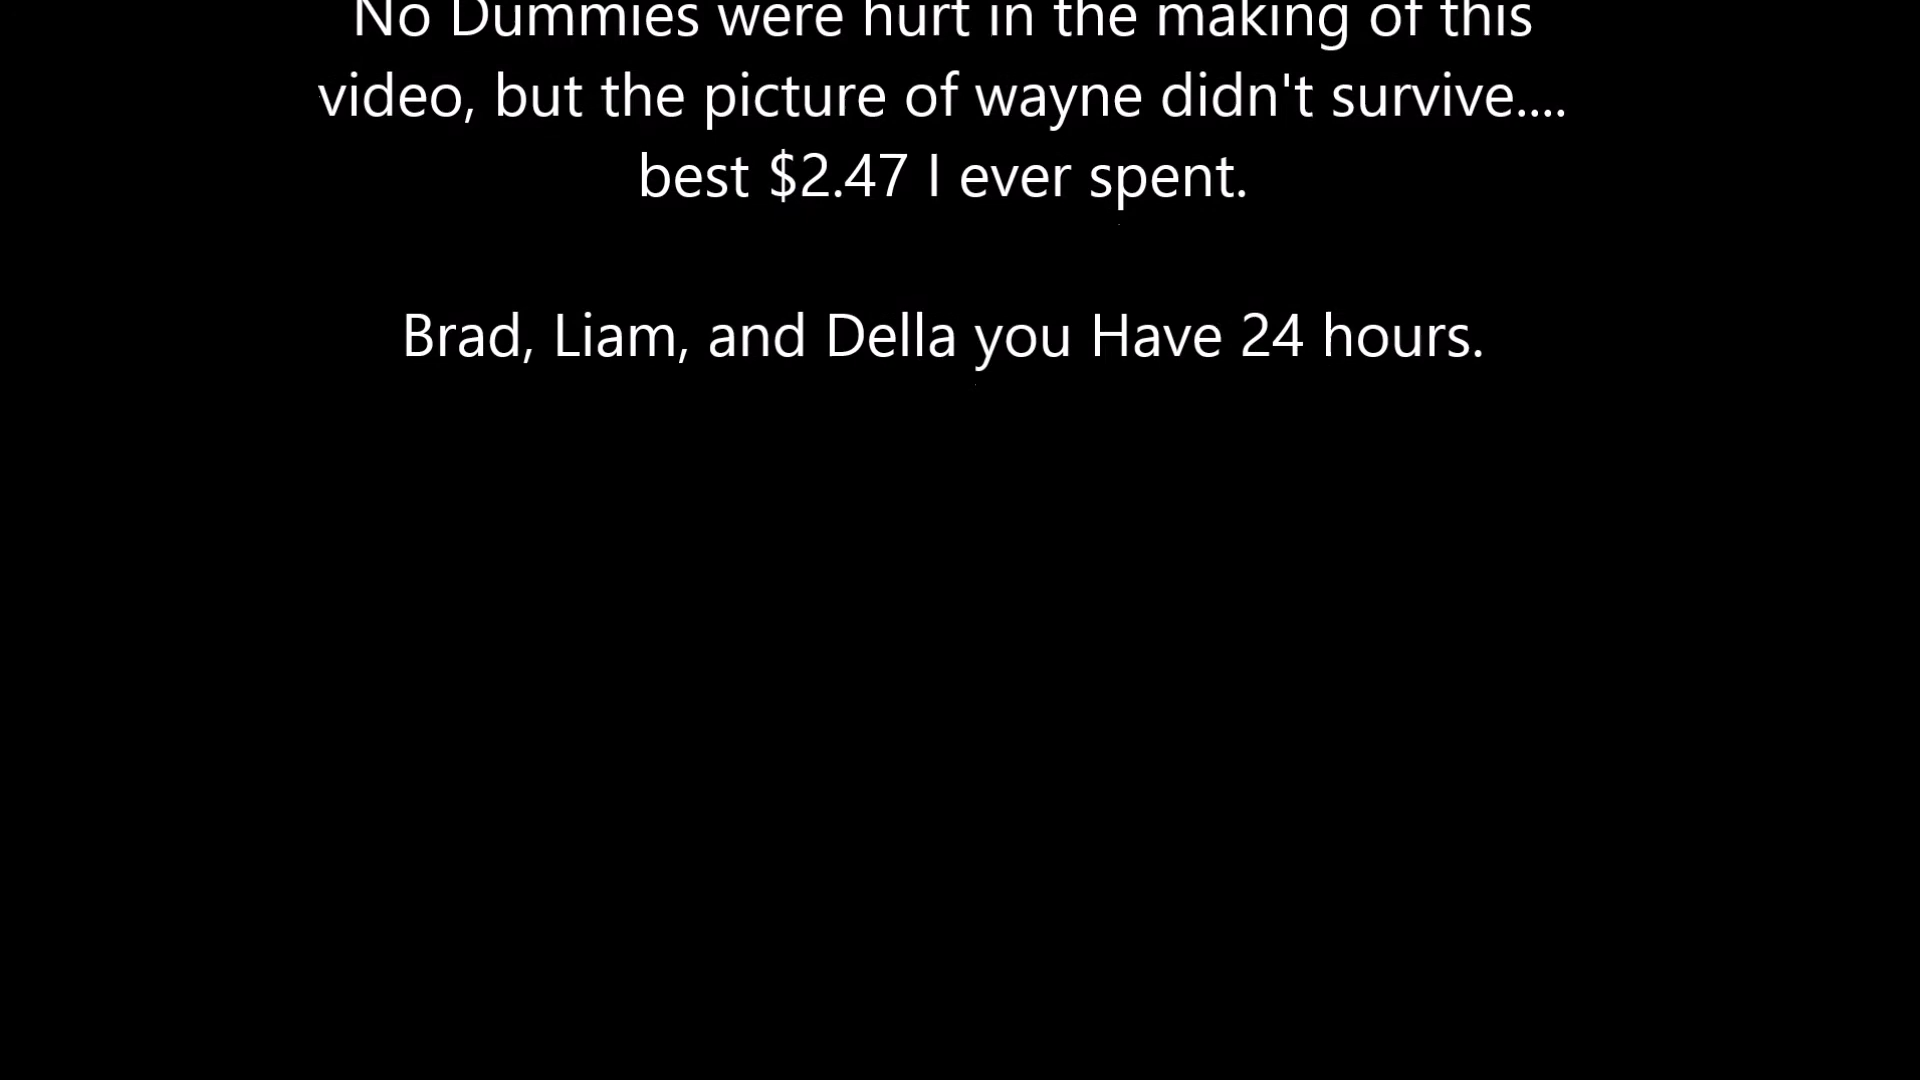 No Dummies were hurt in the making of this
video, but the picture of wayne didn't survive....
best $2.47 I ever spent.
Brad, Liam, and Della you Have 24 hours.